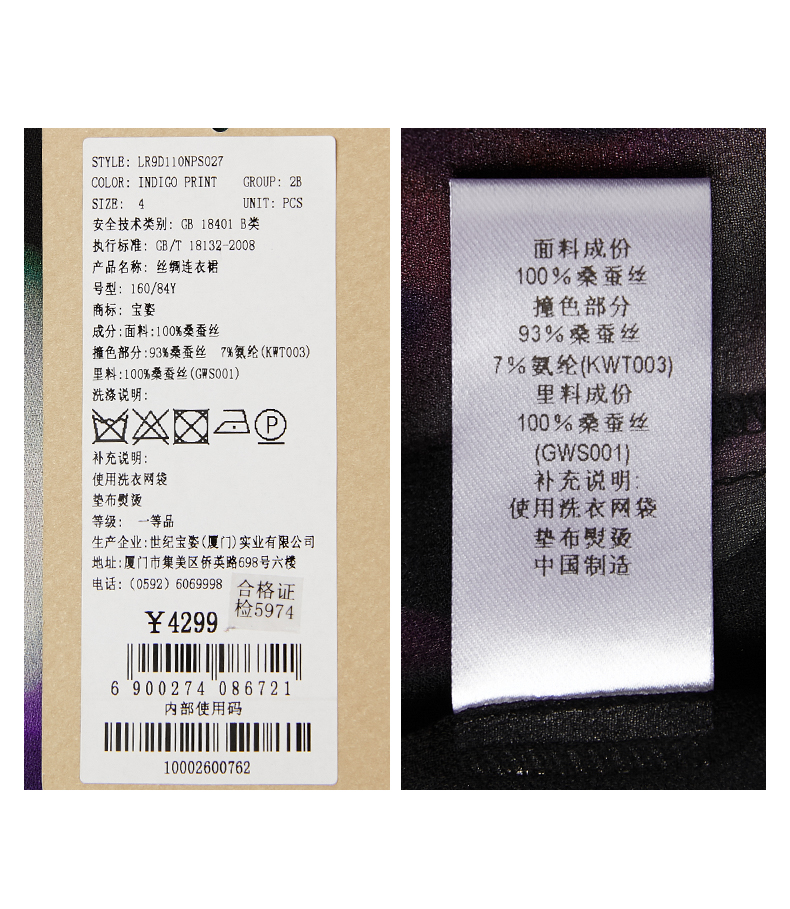 STYLE: LR9D110NPS027
COLOR: INDIGO PRINT GROUP: 2B
SIZE: 4 UNIT: PCS
安全技术类别: GB 18401 B类
执行标准: GB/T 18132-2008
产品名称: 丝绸连衣裙
号型: 160/84Y
商标: 宝姿
成分:面料:100%桑蚕丝
撞色部分:93%桑蚕丝 7%氨纶(KWT003)
里料:100%桑蚕丝(GWS001)
洗涤说明:
P
补充说明:
使用洗衣网袋
垫布熨烫
等级: 一等品
生产企业:世纪宝姿(厦门)实业有限公司
地址:厦门市集美区侨英路698号六楼
电话: (0592) 6069998
合格证
检5974
￥4299
6 900274 086721
内部使用码
10002600762
面料成份
100%桑蚕丝
撞色部分
93%桑蚕丝
7%氨纶(KWT003)
里料成份
100%桑蚕丝
(GWS001)
补充说明:
使用洗衣网袋
垫布熨烫
中国制造